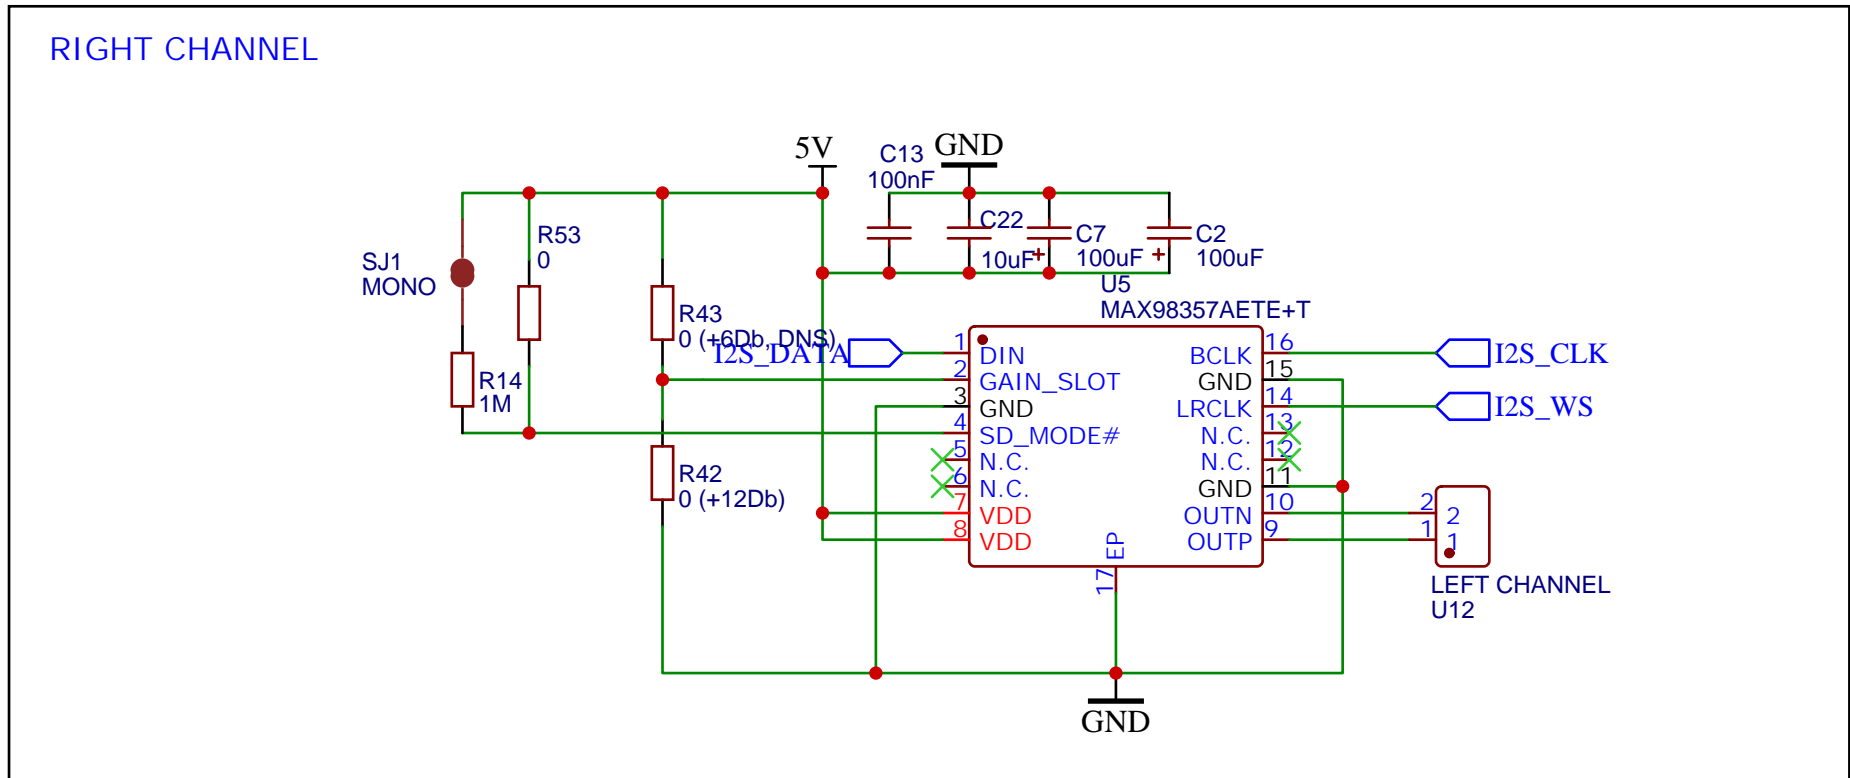 RIGHT CHANNEL
5V
C13
100nF
GND
C22
10uF
C7
100uF
C2
100uF
R53
0
SJ1
MONO
R43
0 (+6Db, DNS)
R14
1M
R42
0 (+12Db)
U5
MAX98357AETE+T
I2S_DATA
I2S_CLK
I2S_WS
1
DIN
2
GAIN_SLOT
3
GND
4
SD_MODE#
5
N.C.
6
N.C.
7
VDD
8
VDD
16
BCLK
15
GND
14
LRCLK
13
N.C.
12
N.C.
11
GND
10
OUTN
9
OUTP
17
EP
2
2
1
1
LEFT CHANNEL
U12
GND